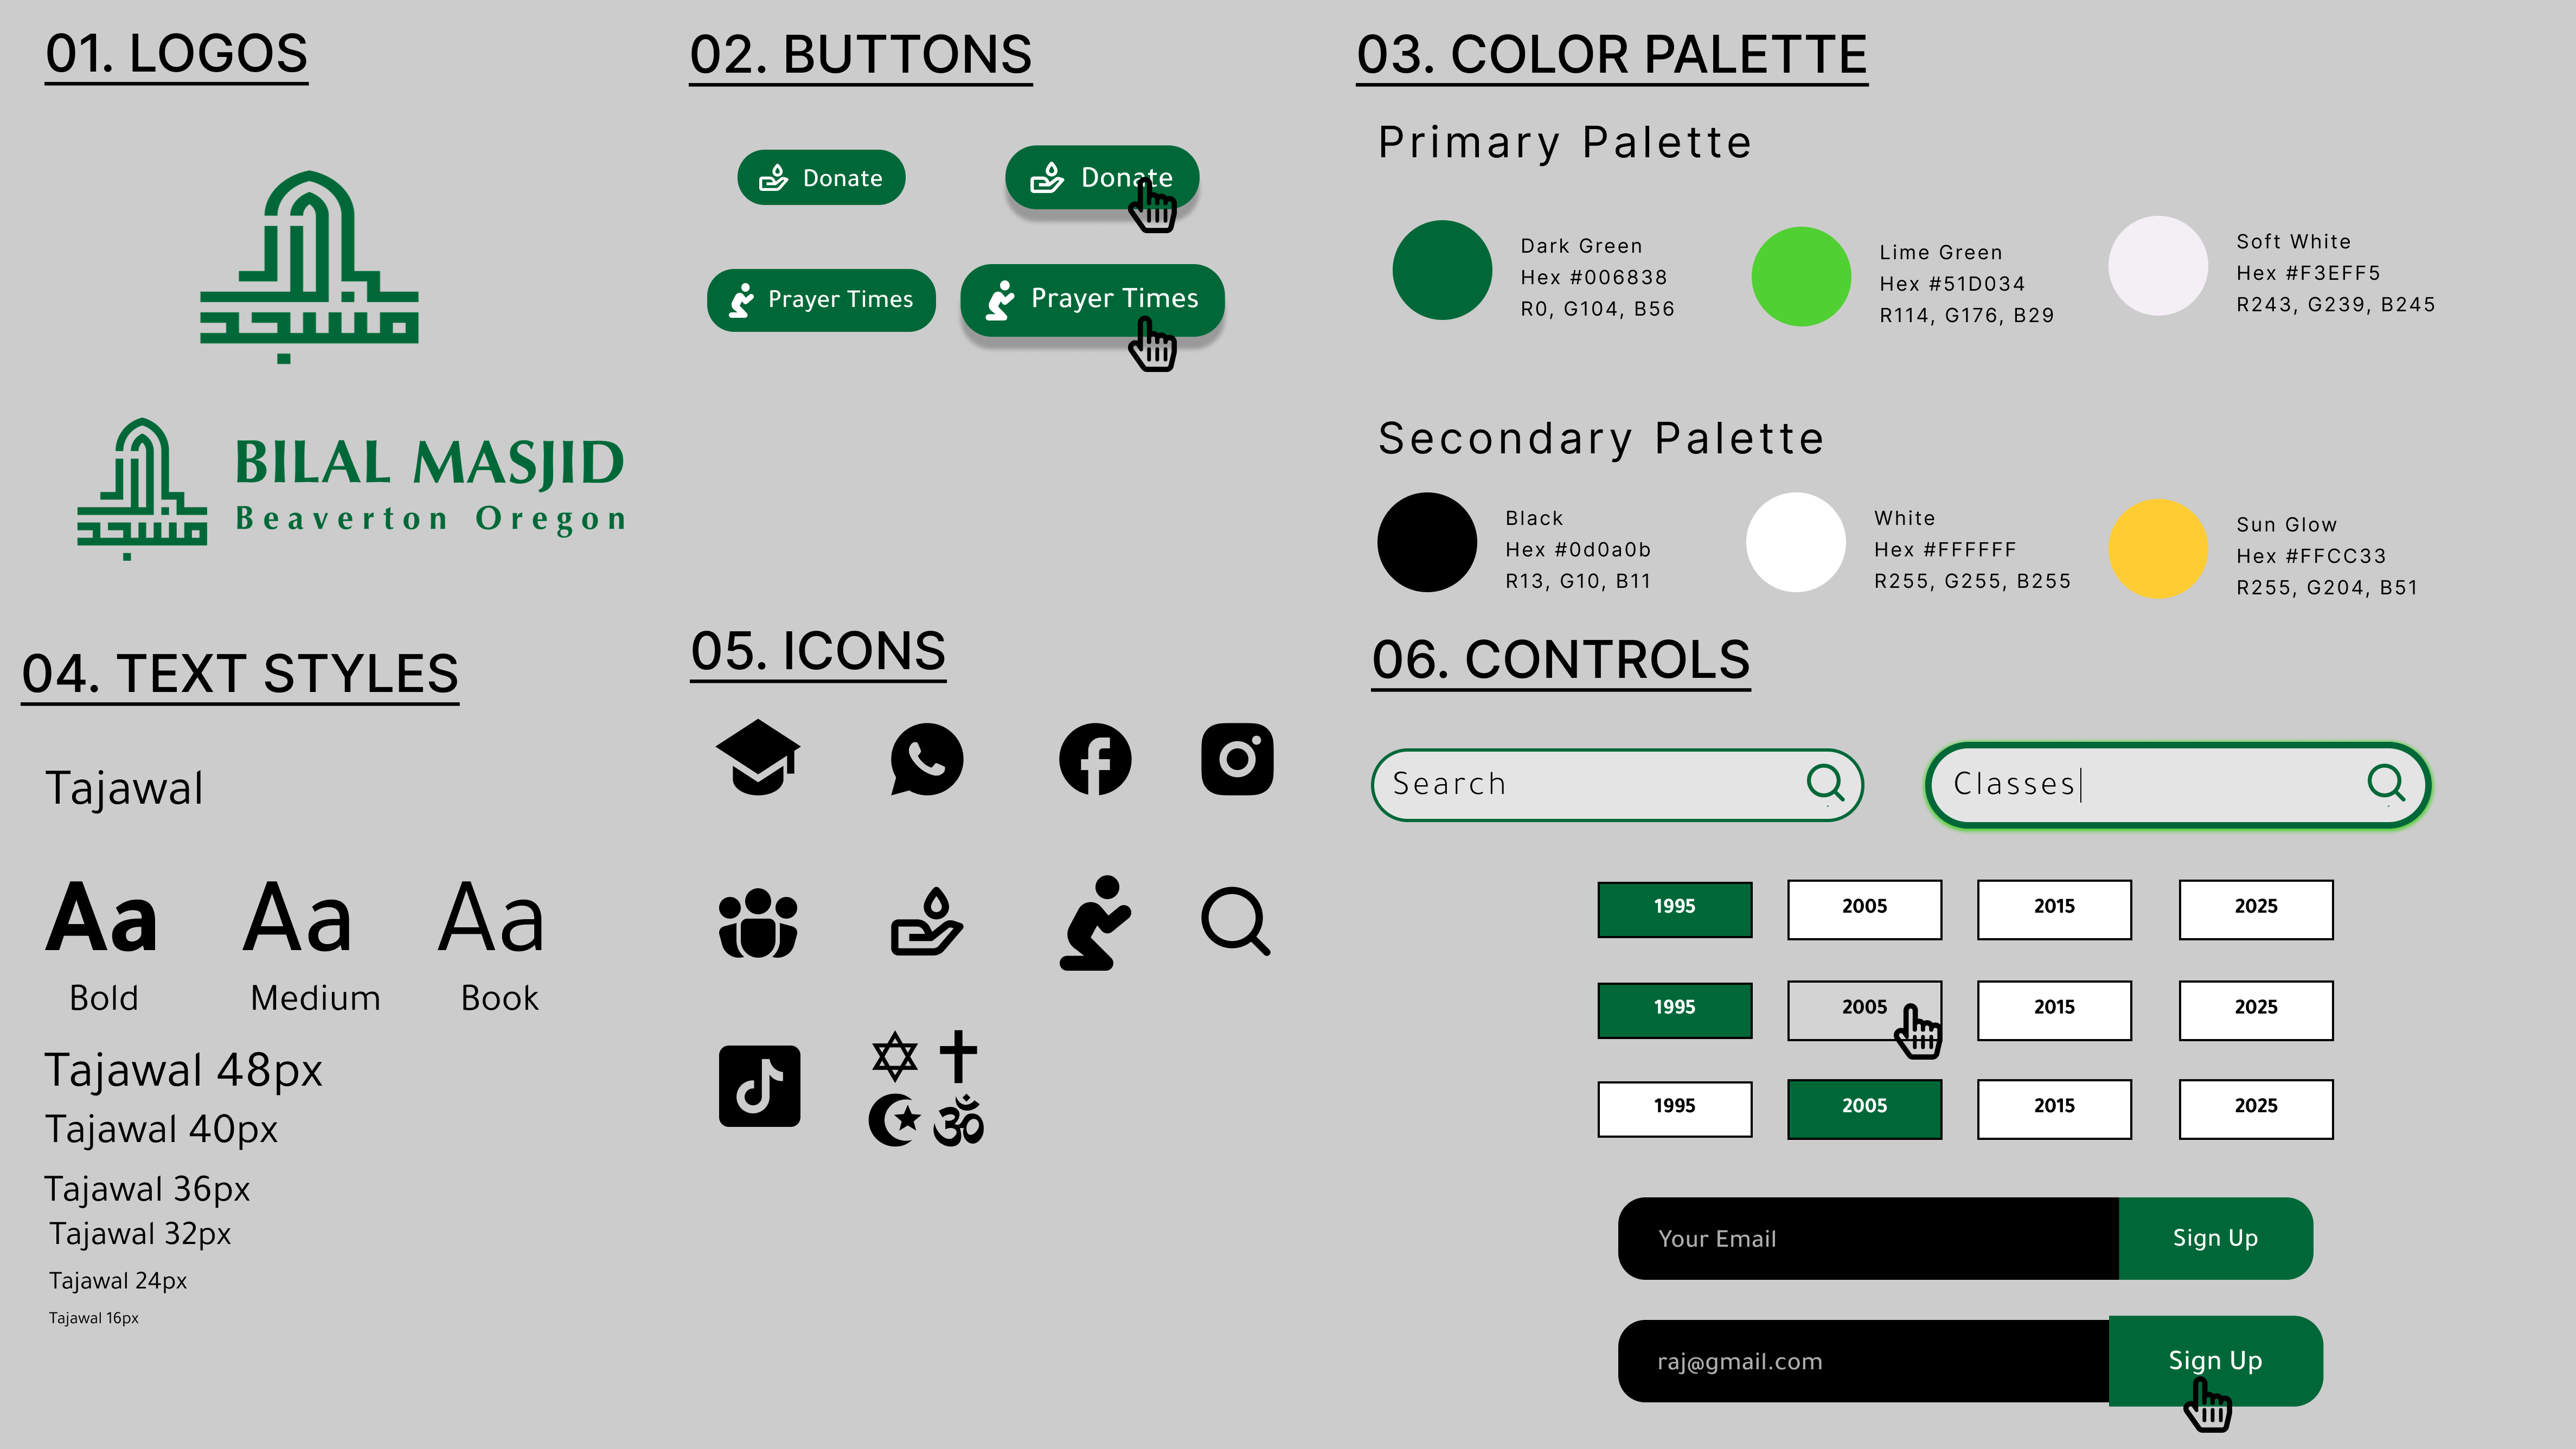 01. LOGOS
مسجد
مسجد
BILAL MASJID
Beaverton Oregon
02. BUTTONS
Donate
Donate
Prayer Times
Prayer Times
03. COLOR PALETTE
Primary Palette
Dark Green
Hex #006838
R0, G104, B56
Lime Green
Hex #51D034
R114, G176, B29
Soft White
Hex #F3EFF5
R243, G239, B245
Secondary Palette
Black
Hex #0d0a0b
R13, G10, B11
White
Hex #FFFFFF
R255, G255, B255
Sun Glow
Hex #FFCC33
R255, G204, B51
04. TEXT STYLES
Tajawal
Aa Aa Aa
Bold Medium Book
Tajawal 48px
Tajawal 40px
Tajawal 36px
Tajawal 32px
Tajawal 24px
Tajawal 16px
05. ICONS
06. CONTROLS
Search
Classes
1995 2005 2015 2025
1995 2005 2015 2025
1995 2005 2015 2025
Your Email Sign Up
raj@gmail.com Sign Up